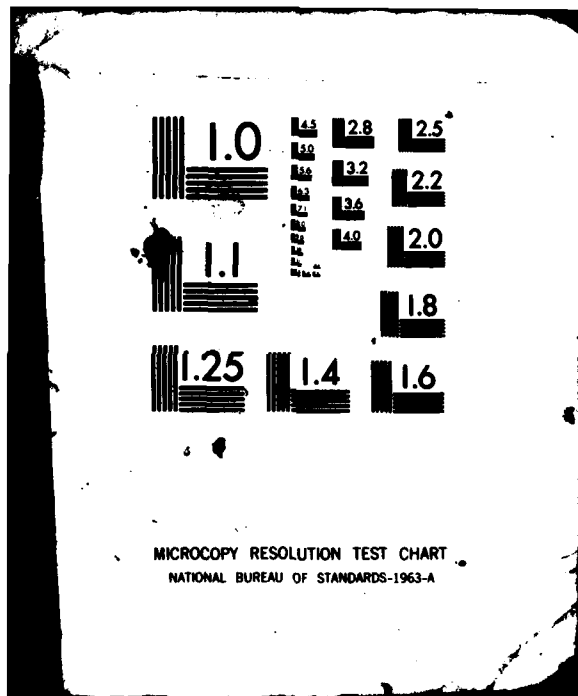 1.0
4.5 2.8 2.5
5.0
5.6 3.2 2.2
6.3
7.1 3.6
4.0 2.0
1.1
1.8
1.25 1.4 1.6
MICROCOPY RESOLUTION TEST CHART
NATIONAL BUREAU OF STANDARDS-1963-A